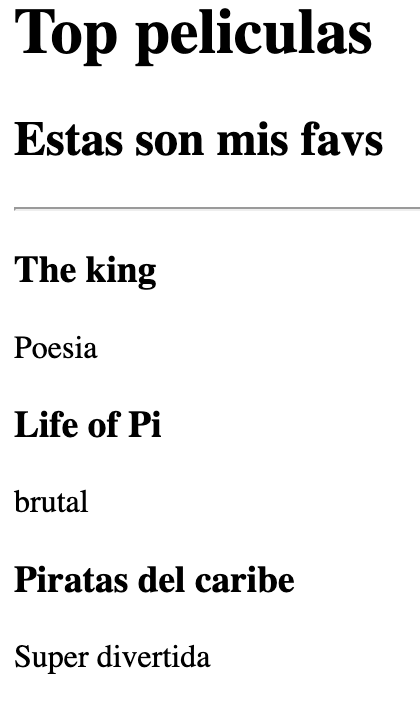 Top peliculas
Estas son mis favs
The king
Poesia
Life of Pi
brutal
Piratas del caribe
Super divertida